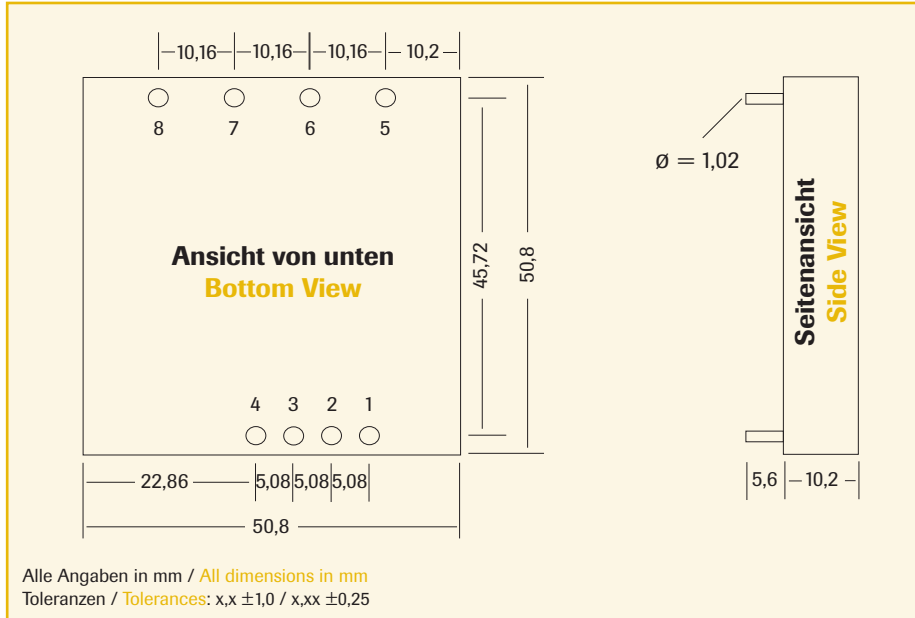 10,16 10,16 10,16 10,2
8 7 6 5
ø = 1,02
Ansicht von unten
Bottom View
45,72
50,8
Seitenansicht
Side View
4 3 2 1
22,86 5,08 5,08 5,08
5,6 10,2
50,8
Alle Angaben in mm / All dimensions in mm
Toleranzen / Tolerances: x,x ±1,0 / x,xx ±0,25